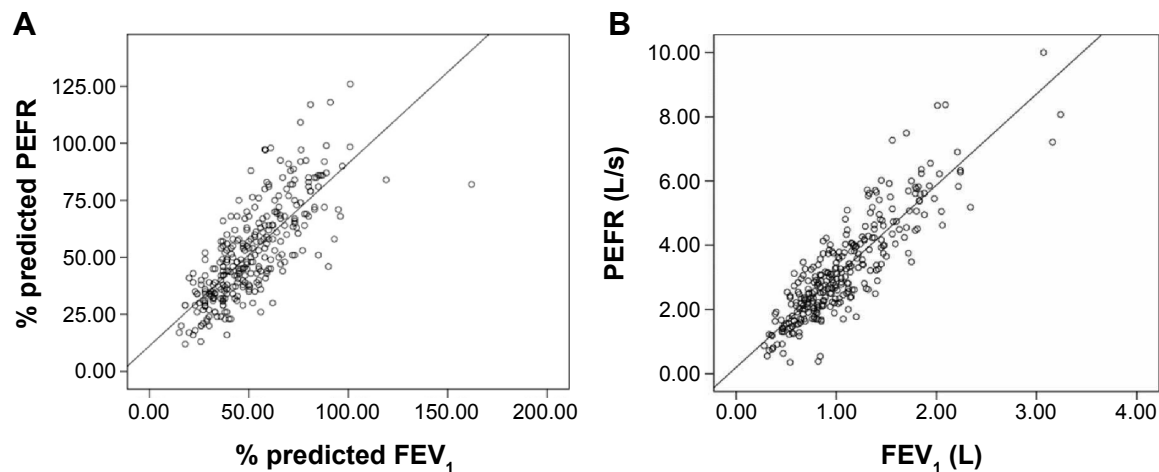 A
% predicted PEFR
125.00
100.00
75.00
50.00
25.00
0.00
0.00 50.00 100.00 150.00 200.00
% predicted FEV₁
B
PEFR (L/s)
10.00
8.00
6.00
4.00
2.00
0.00
0.00 1.00 2.00 3.00 4.00
FEV₁ (L)